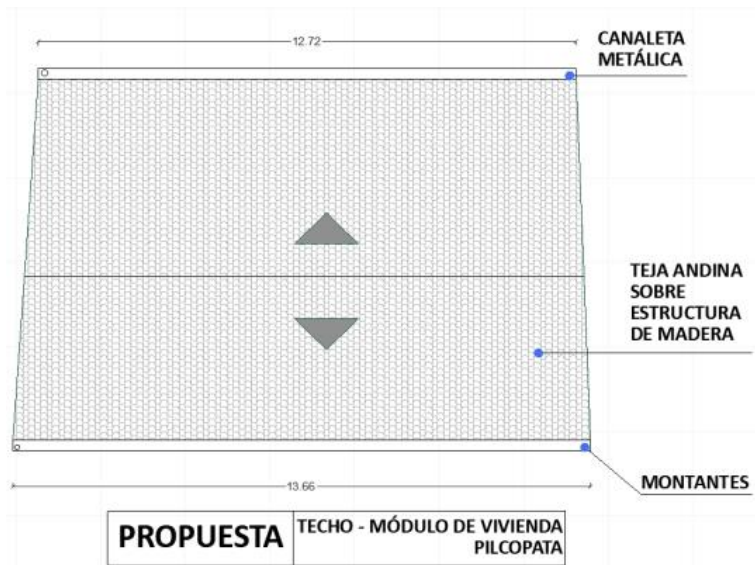 12.72
CANALETA
METÁLICA
TEJA ANDINA
SOBRE
ESTRUCTURA
DE MADERA
MONTANTES
13.66
PROPUESTA
TECHO - MÓDULO DE VIVIENDA
PILCOPATA